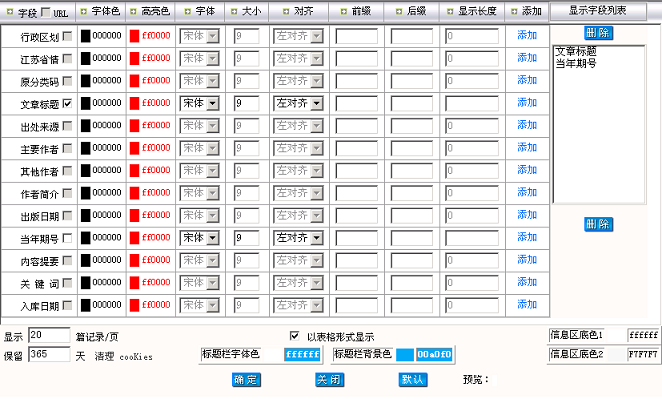 字段 URL 字体色 高亮色 字体 大小 对齐 前缀 后缀 显示长度 添加 显示字段列表
行政区划 000000 ff0000 宋体 9 左对齐 0 添加 删除
江苏省情 000000 ff0000 宋体 9 左对齐 0 添加 文章标题
原分类码 000000 ff0000 宋体 9 左对齐 0 添加 当年期号
文章标题 000000 ff0000 宋体 9 左对齐 添加
出处来源 000000 ff0000 宋体 9 左对齐 0 添加
主要作者 000000 ff0000 宋体 9 左对齐 0 添加
其他作者 000000 ff0000 宋体 9 左对齐 0 添加
作者简介 000000 ff0000 宋体 9 左对齐 0 添加
出版日期 000000 ff0000 宋体 9 左对齐 0 添加 删除
当年期号 000000 ff0000 宋体 9 左对齐 添加
内容提要 000000 ff0000 宋体 9 左对齐 0 添加
关 键 词 000000 ff0000 宋体 9 左对齐 0 添加
入库日期 000000 ff0000 宋体 9 左对齐 0 添加
显示 20 篇记录/页 以表格形式显示 信息区底色1 ffffff
保留 365 天 清理 cooKies 标题栏字体色 ffffff 标题栏背景色 00a0f0 信息区底色2 F7F7F7
确定 关闭 默认 预览：